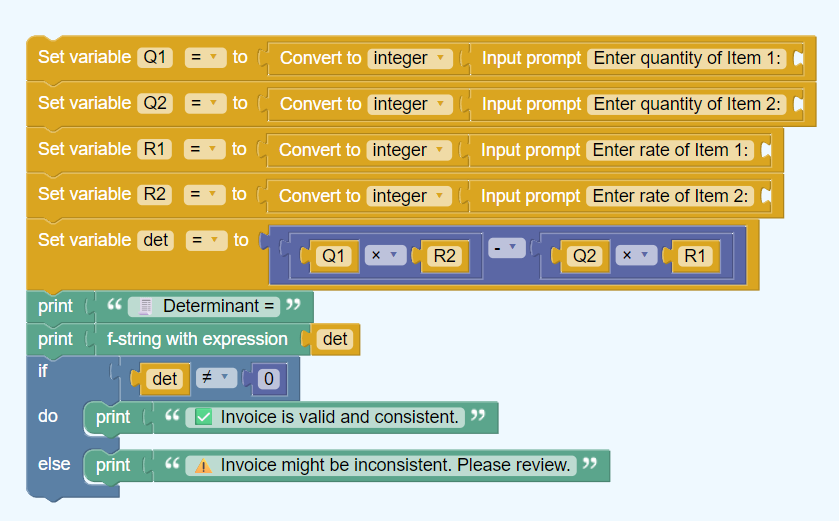 Set variable Q1 = to Convert to integer Input prompt Enter quantity of Item 1:
Set variable Q2 = to Convert to integer Input prompt Enter quantity of Item 2:
Set variable R1 = to Convert to integer Input prompt Enter rate of Item 1:
Set variable R2 = to Convert to integer Input prompt Enter rate of Item 2:
Set variable det = to Q1 × R2 - Q2 × R1
print “ 🧾 Determinant = ”
print f-string with expression det
if det ≠ 0
do print “ ✅ Invoice is valid and consistent. ”
else print “ ⚠️ Invoice might be inconsistent. Please review. ”